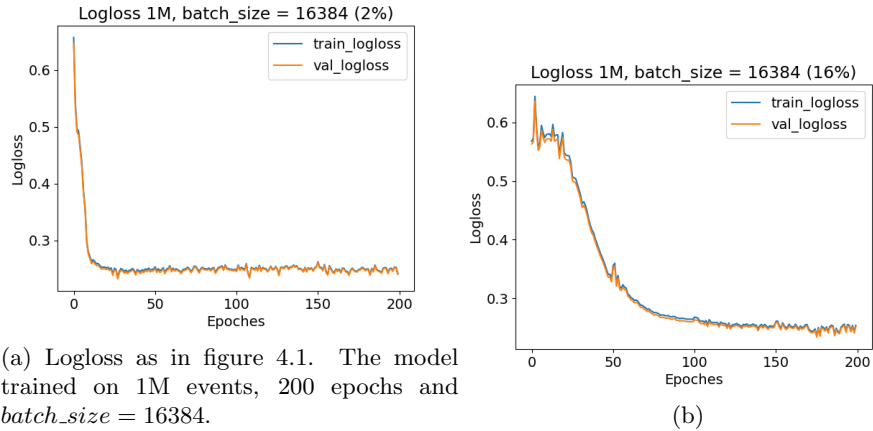 Logloss 1M, batch_size = 16384 (2%)
train_logloss
val_logloss
0.6
0.5
0.4
0.3
Logloss
0
50
100
150
200
Epoches
(a) Logloss as in figure 4.1. The model
trained on 1M events, 200 epochs and
batch_size = 16384.
Logloss 1M, batch_size = 16384 (16%)
train_logloss
val_logloss
0.6
0.5
0.4
0.3
Logloss
0
50
100
150
200
Epoches
(b)